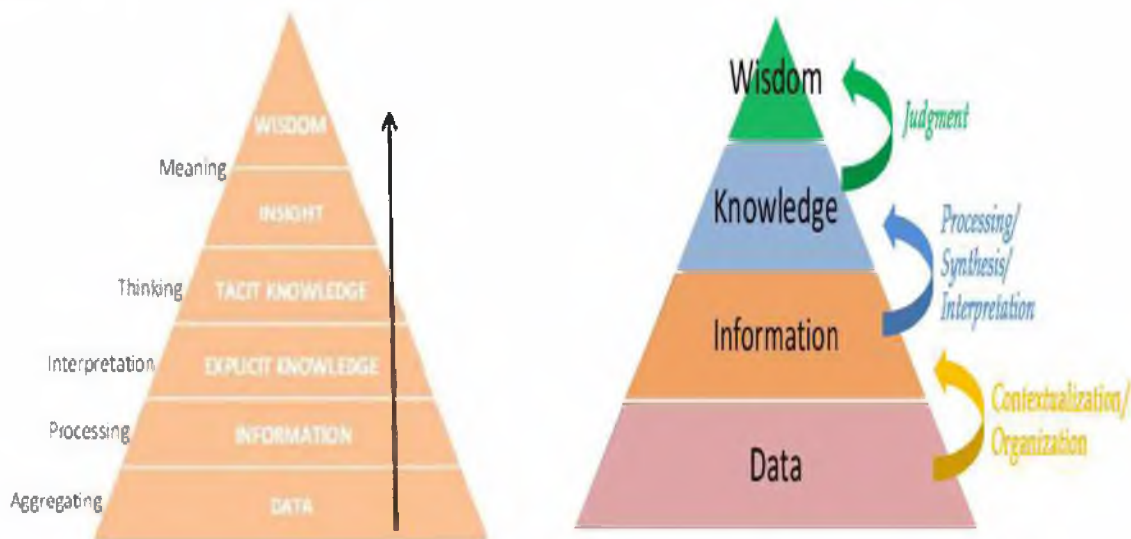 WISDOM
Meaning
INSIGHT
Thinking
TACIT KNOWLEDGE
Interpretation
EXPLICIT KNOWLEDGE
Processing
INFORMATION
Aggregating
DATA
Wisdom
Judgment
Knowledge
Processing/
Synthesis/
Interpretation
Information
Contextualization/
Organization
Data